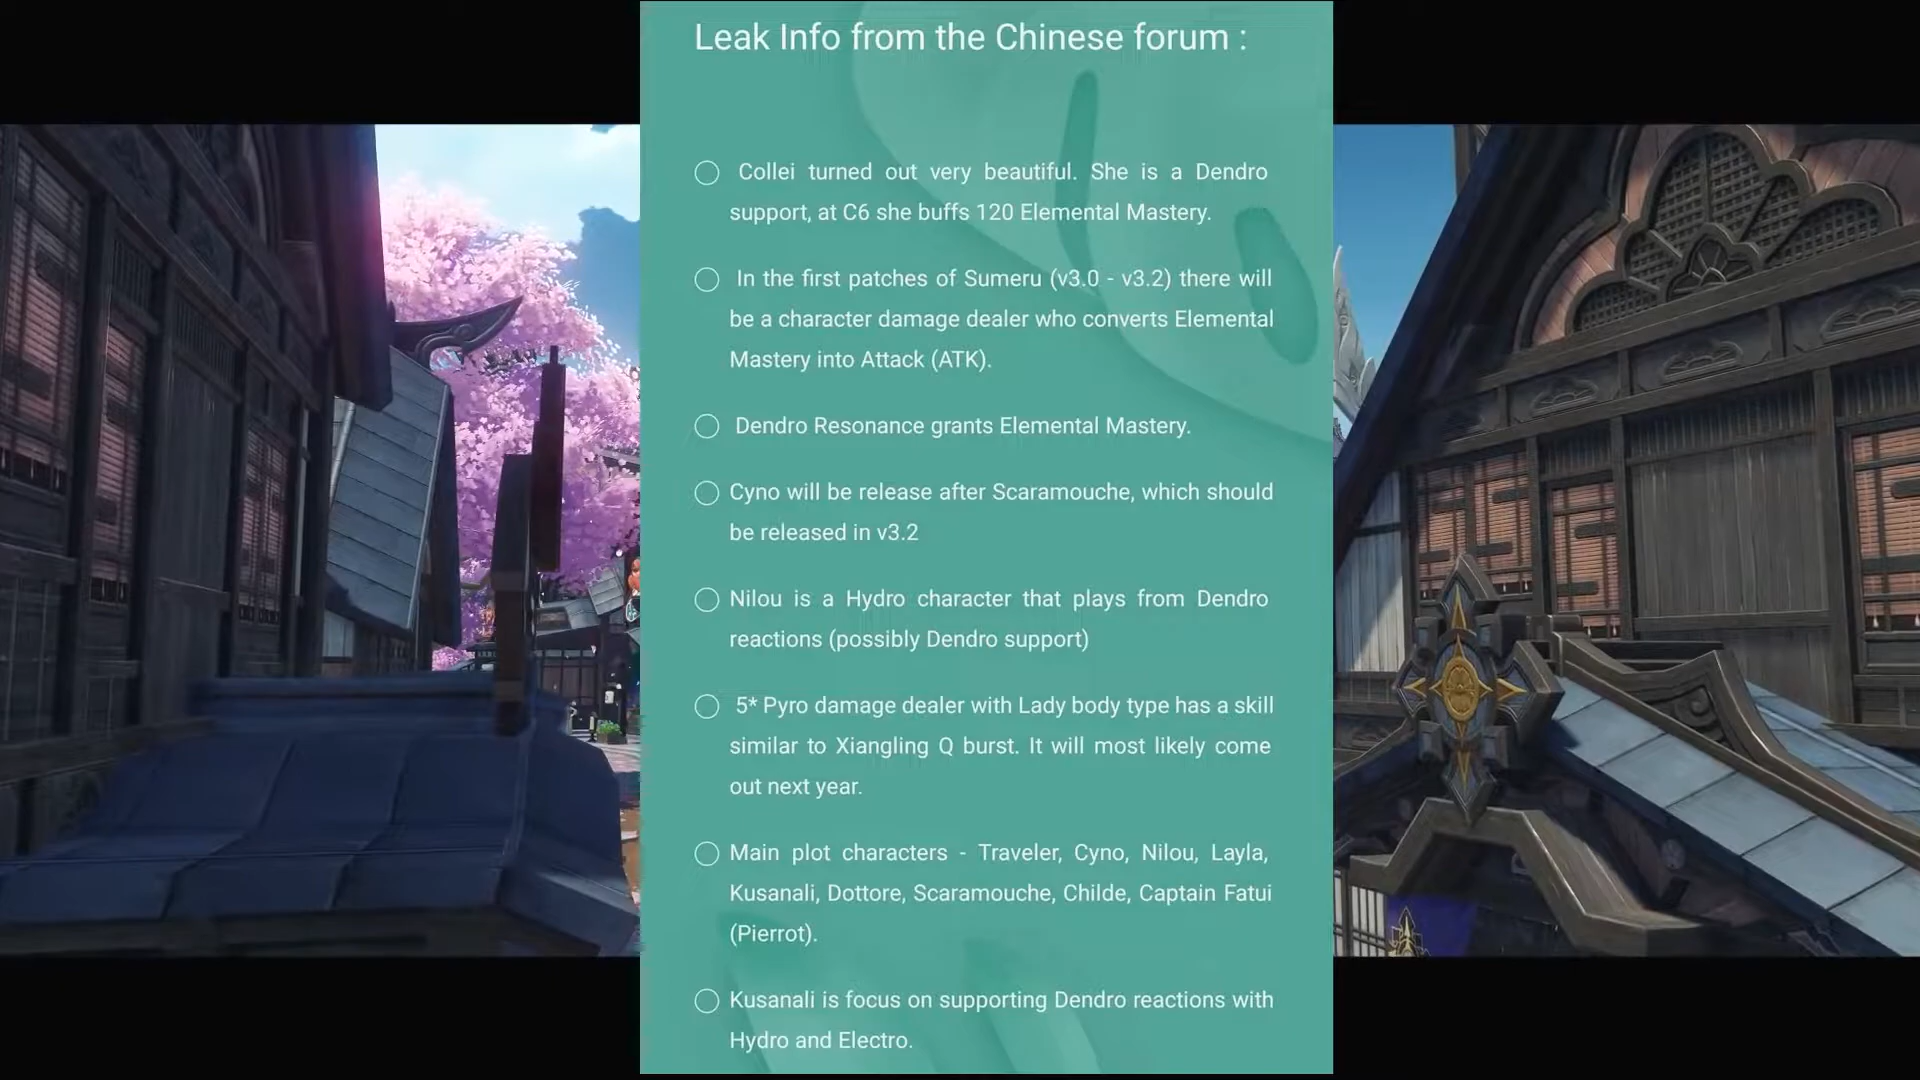 Leak Info from the Chinese forum :
Collei turned out very beautiful. She is a Dendro
support, at C6 she buffs 120 Elemental Mastery.
In the first patches of Sumeru (v3.0 - v3.2) there will
be a character damage dealer who converts Elemental
Mastery into Attack (ATK).
Dendro Resonance grants Elemental Mastery.
Cyno will be release after Scaramouche, which should
be released in v3.2
Nilou is a Hydro character that plays from Dendro
reactions (possibly Dendro support)
5* Pyro damage dealer with Lady body type has a skill
similar to Xiangling Q burst. It will most likely come
out next year.
Main plot characters - Traveler, Cyno, Nilou, Layla,
Kusanali, Dottore, Scaramouche, Childe, Captain Fatui
(Pierrot).
Kusanali is focus on supporting Dendro reactions with
Hydro and Electro.